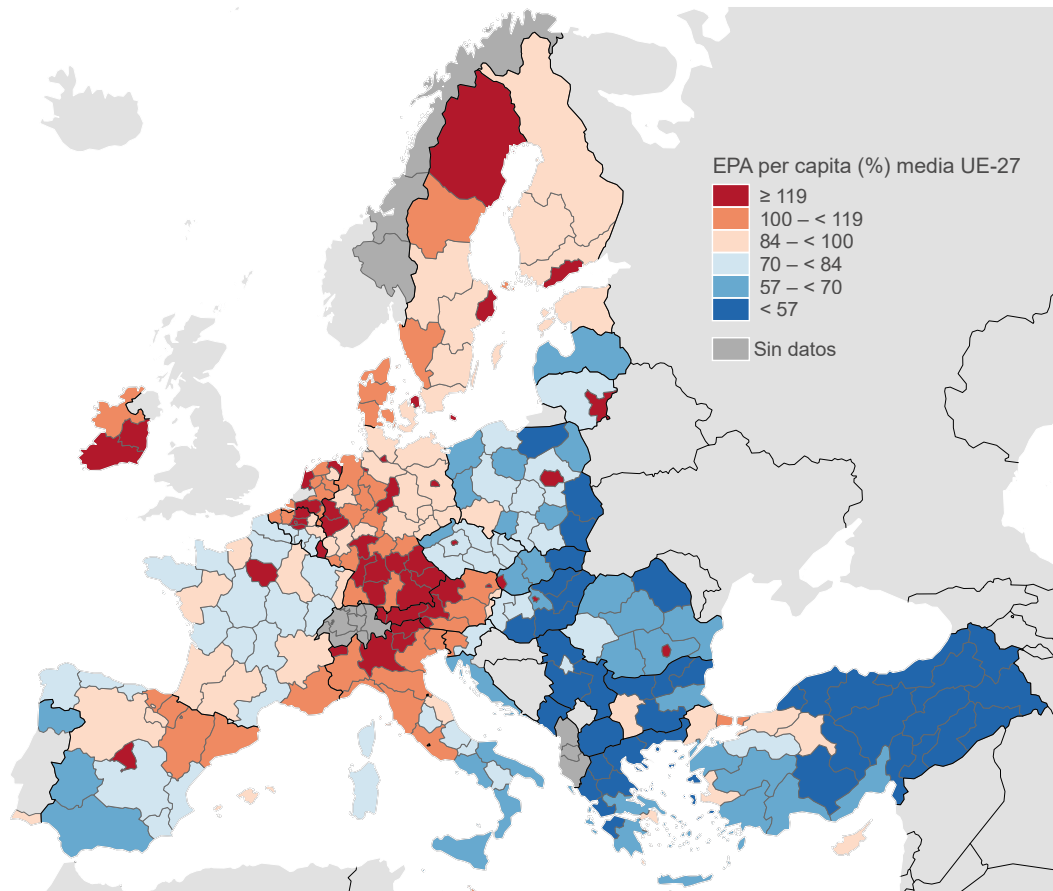 EPA per capita (%) media UE-27
≥ 119
100 – < 119
84 – < 100
70 – < 84
57 – < 70
< 57
Sin datos